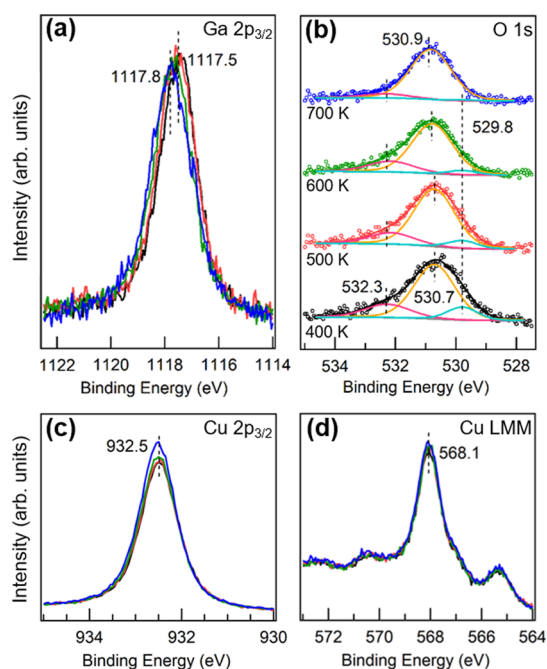 (a)
Ga 2p3/2
1117.8
1117.5
Intensity (arb. units)
1122 1120 1118 1116 1114
Binding Energy (eV)
(b)
O 1s
530.9
700 K
529.8
600 K
500 K
532.3
530.7
400 K
534 532 530 528
Binding Energy (eV)
(c)
Cu 2p3/2
932.5
Intensity (arb. units)
934 932 930
Binding Energy (eV)
(d)
Cu LMM
568.1
572 570 568 566 564
Binding Energy (eV)